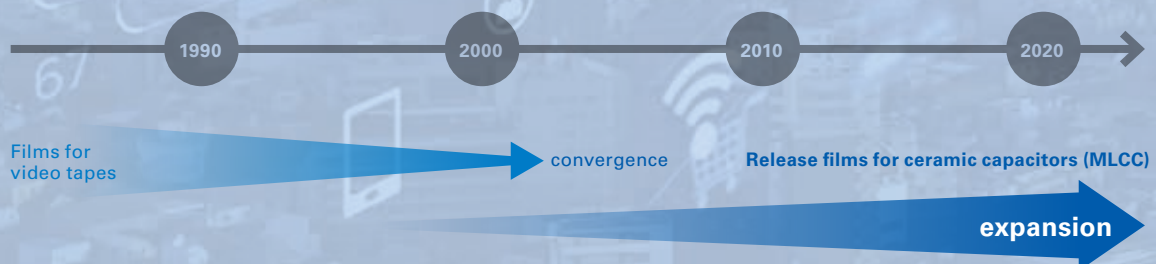 1990
2000
2010
2020
Films for
video tapes
convergence
Release films for ceramic capacitors (MLCC)
expansion